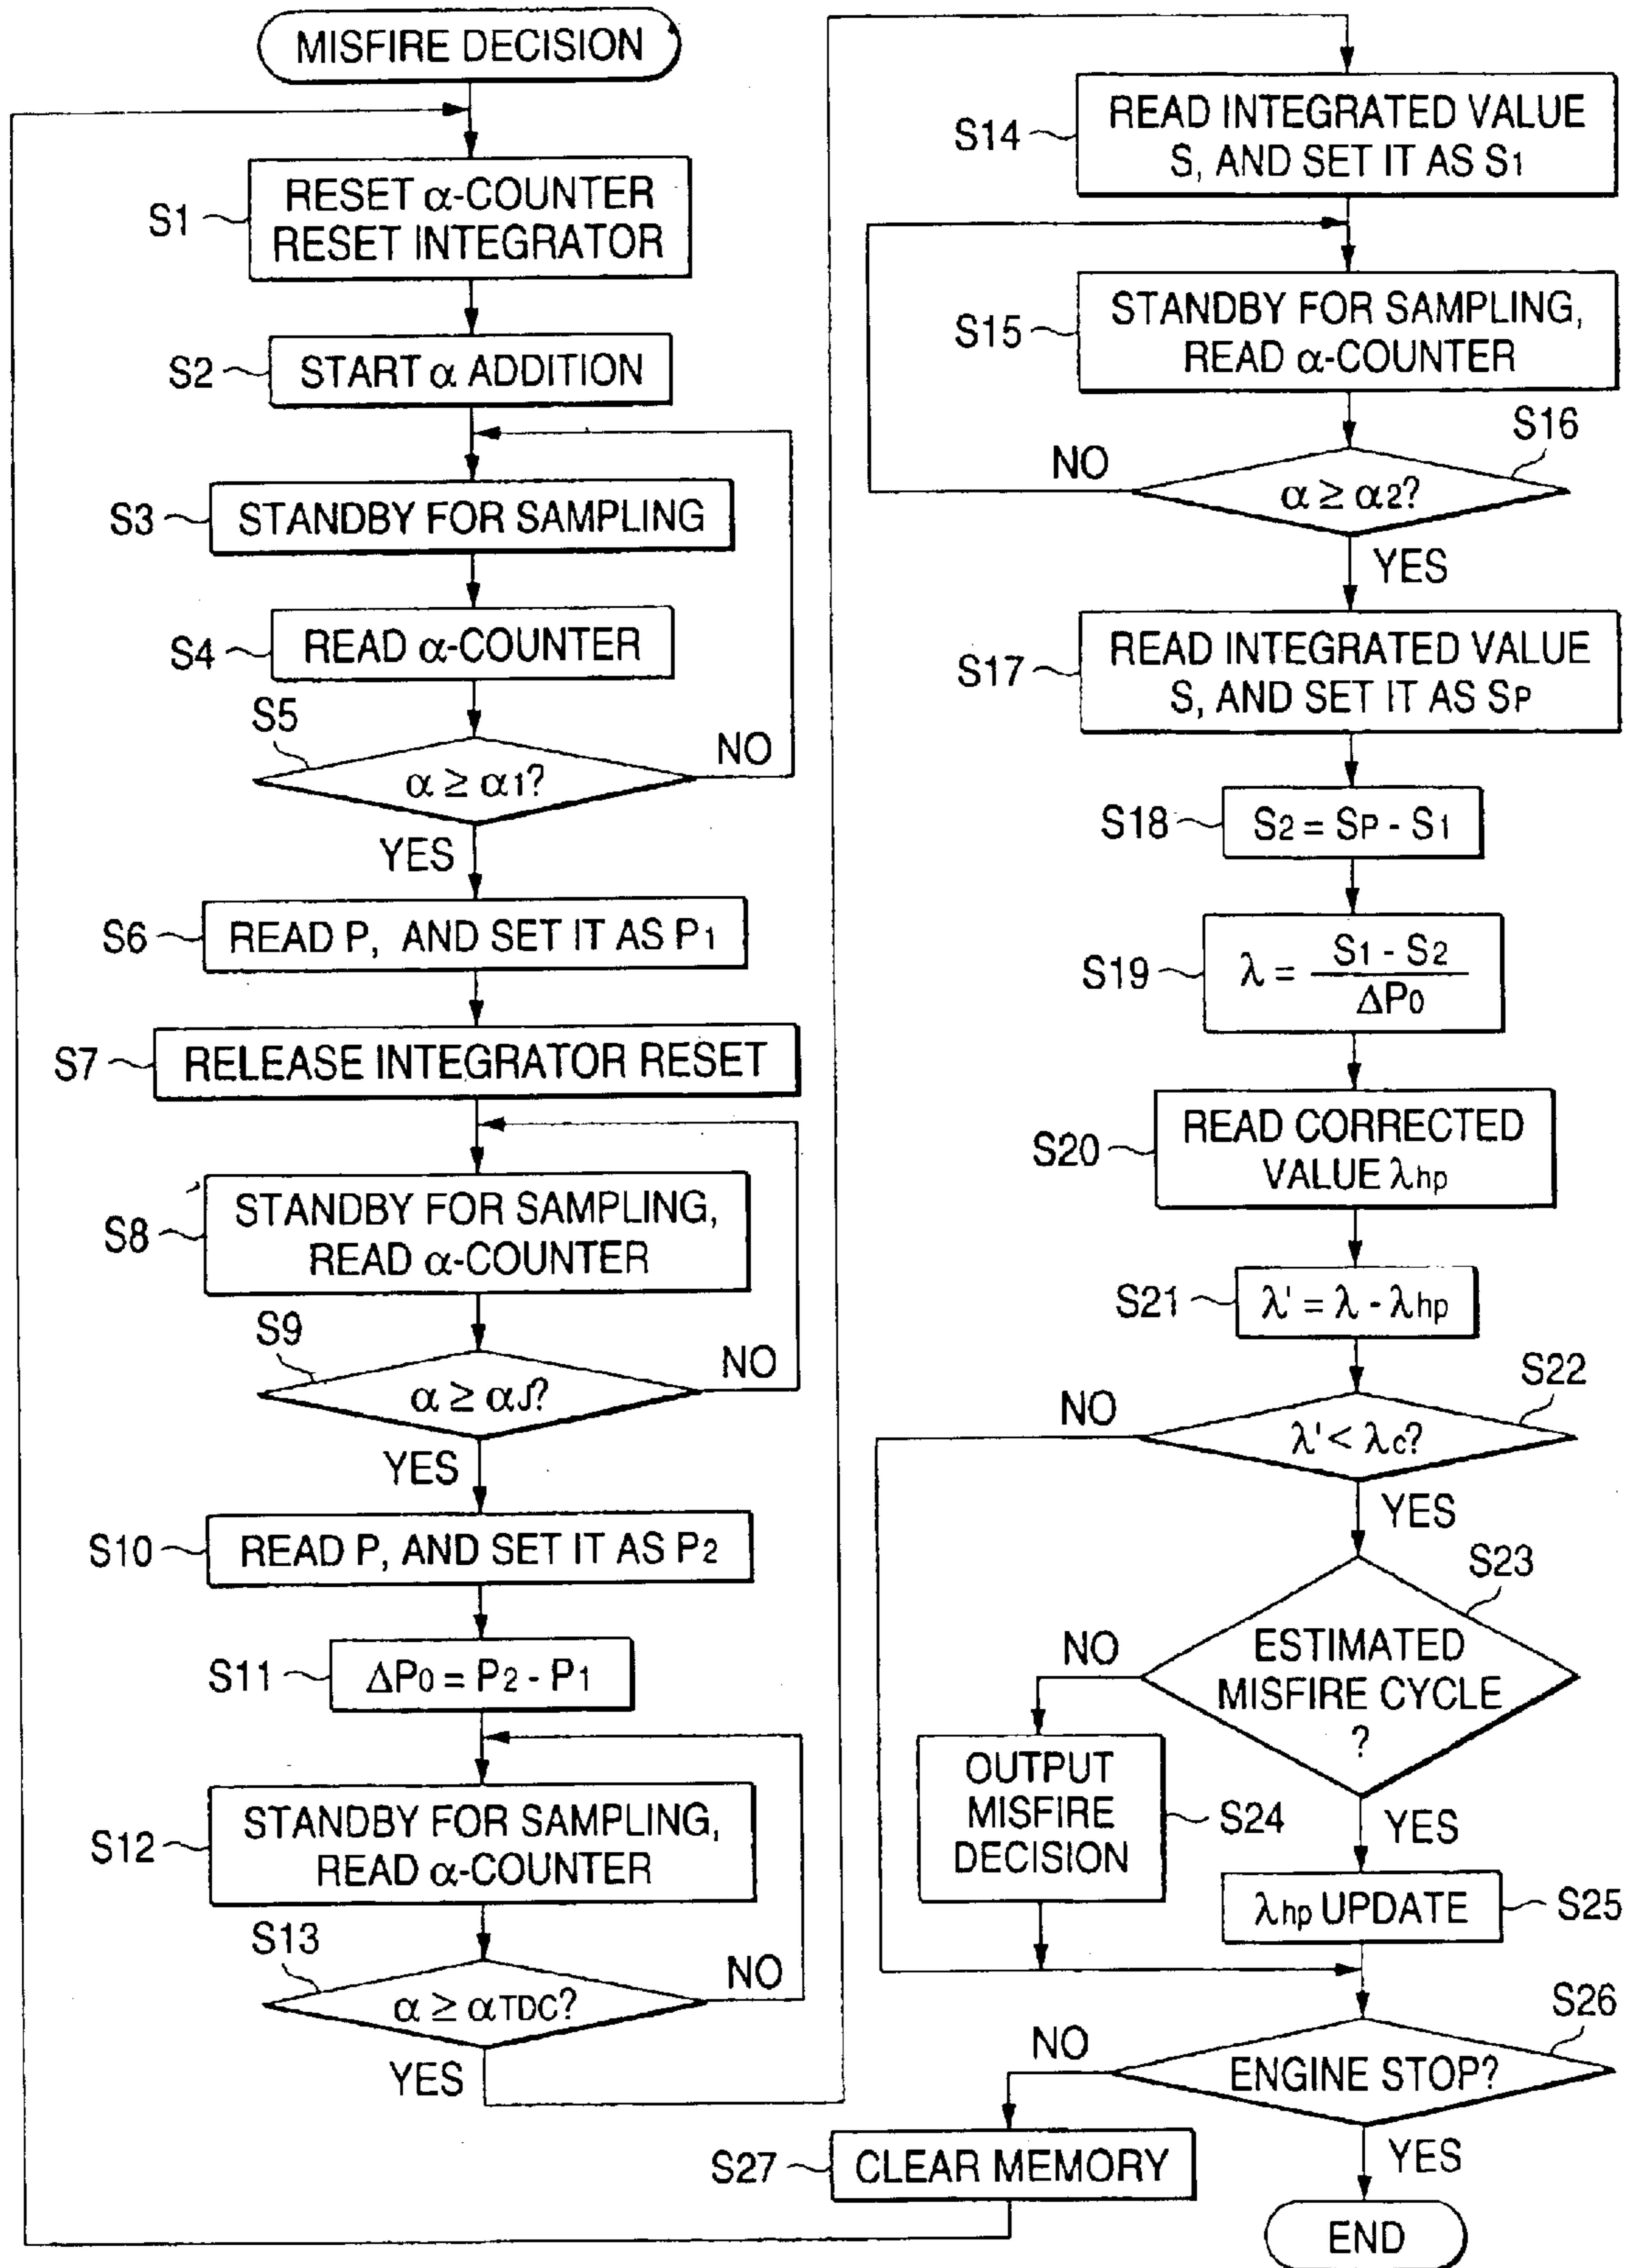 MISFIRE DECISION
S1
RESET α-COUNTER
RESET INTEGRATOR
S2
START α ADDITION
S3
STANDBY FOR SAMPLING
S4
READ α-COUNTER
S5
α ≥ α1?
NO
YES
S6
READ P, AND SET IT AS P1
S7
RELEASE INTEGRATOR RESET
S8
STANDBY FOR SAMPLING,
READ α-COUNTER
S9
α ≥ αJ?
NO
YES
S10
READ P, AND SET IT AS P2
S11
ΔP0 = P2 - P1
S12
STANDBY FOR SAMPLING,
READ α-COUNTER
S13
α ≥ αTDC?
NO
YES
S14
READ INTEGRATED VALUE
S, AND SET IT AS S1
S15
STANDBY FOR SAMPLING,
READ α-COUNTER
S16
α ≥ α2?
NO
YES
S17
READ INTEGRATED VALUE
S, AND SET IT AS SP
S18
S2 = SP - S1
S19
λ = S1 - S2
ΔP0
S20
READ CORRECTED
VALUE λhp
S21
λ' = λ - λhp
S22
λ' < λc?
NO
YES
S23
ESTIMATED
MISFIRE CYCLE
?
NO
YES
OUTPUT
MISFIRE
DECISION
S24
λhp UPDATE
S25
S26
ENGINE STOP?
NO
YES
S27
CLEAR MEMORY
END